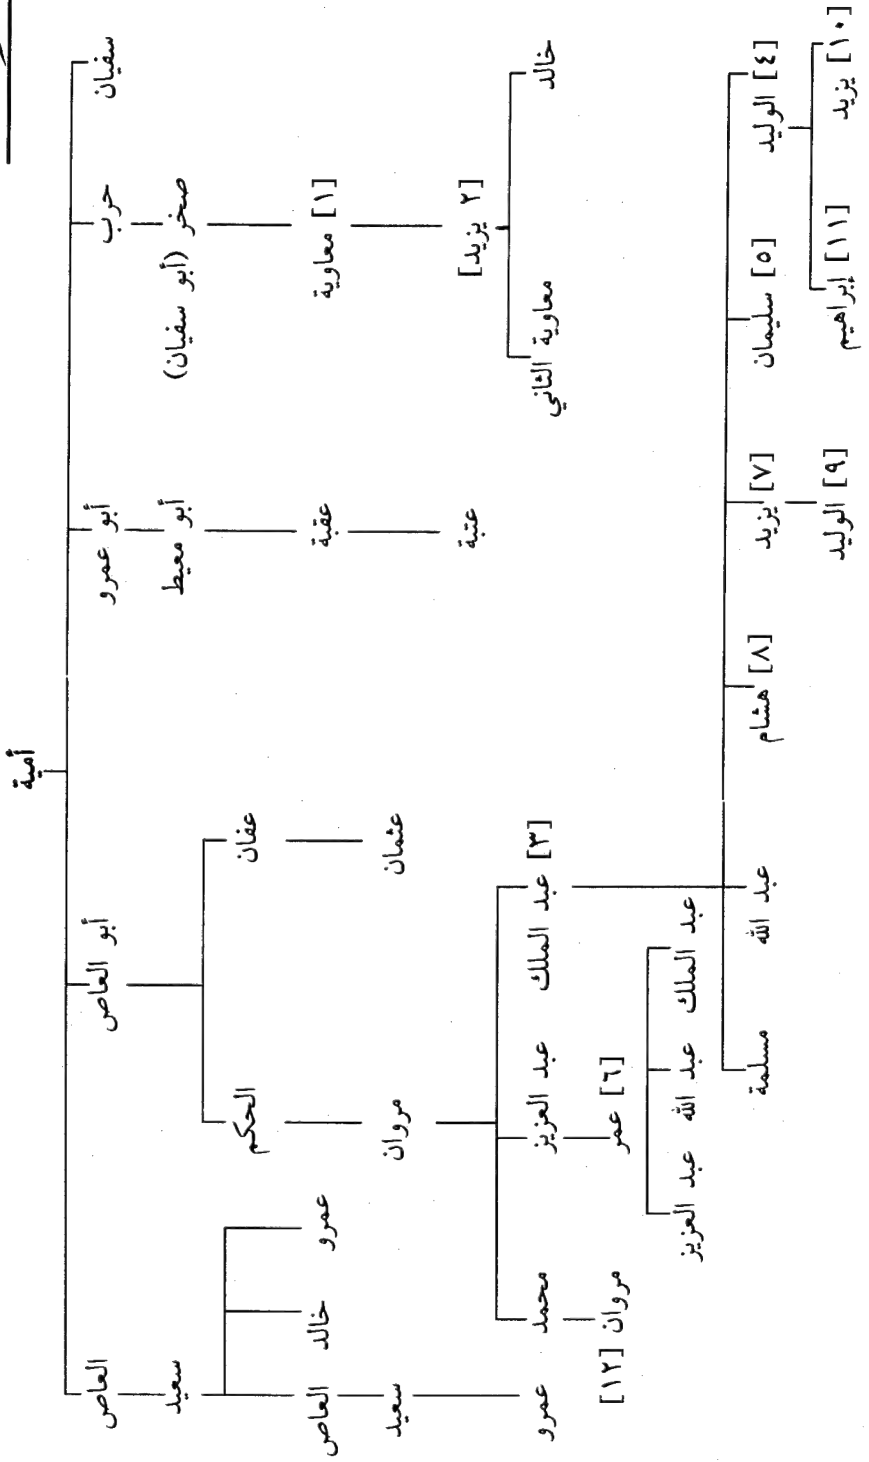 أمية
سفيان
حرب
أبو عمرو
أبو العاص
العاص
صخر (أبو سفيان)
أبو معيط
سعيد
عفان
الحكم
معاوية [١]
عقبة
عمرو
خالد
العاص
عثمان
مروان
سعيد
[٢ يزيد]
عتبة
خالد
معاوية الثاني
عبد الملك [٣]
عبد العزيز
محمد
عمرو
عمر [٦]
مروان [١٢]
عبد الملك
عبد الله
عبد العزيز
الوليد [٤]
سليمان [٥]
يزيد [٧]
هشام [٨]
عبد الله
مسلمة
يزيد [١٠]
إبراهيم [١١]
الوليد [٩]